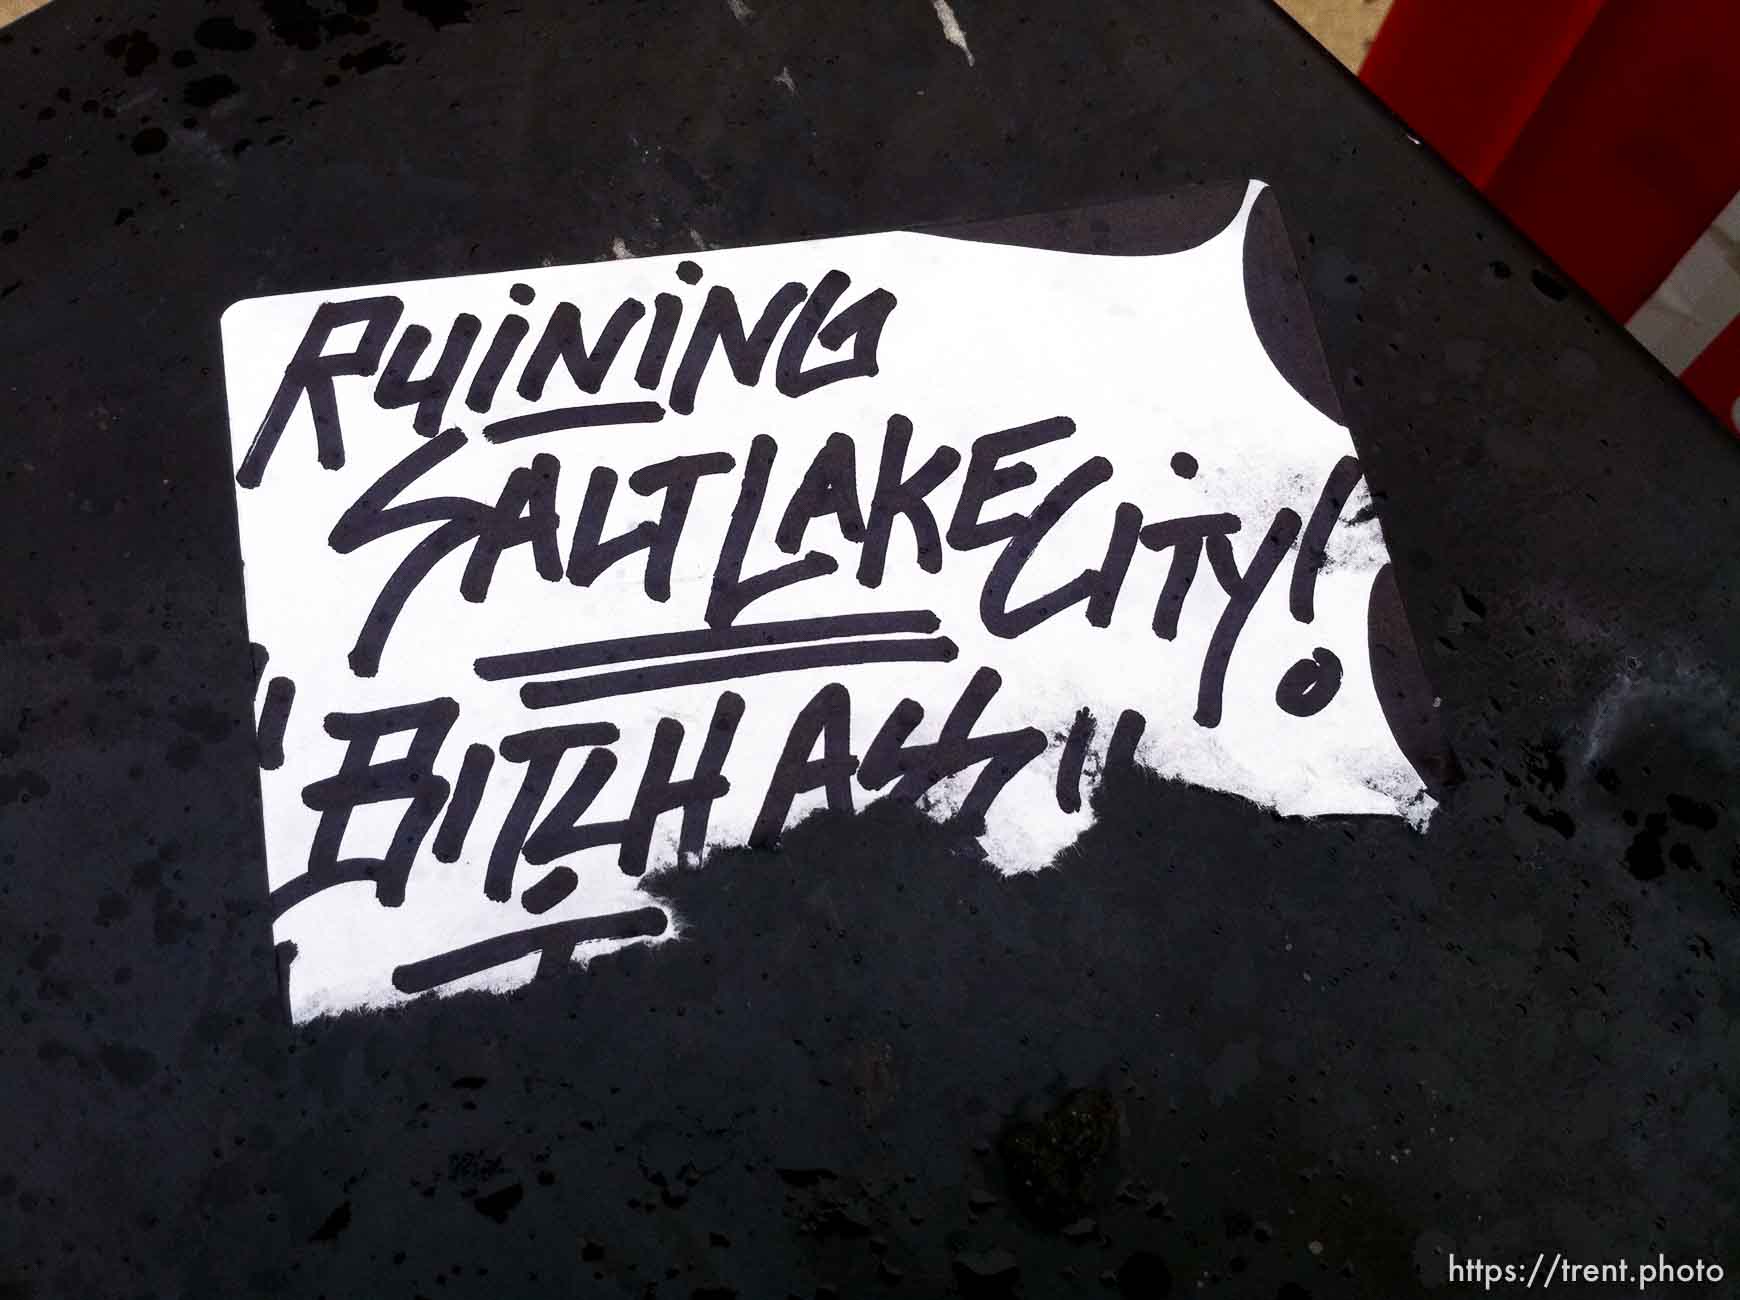 RUINING
SALT LAKE CITY!
"BITCH ASS"
https://trent.photo